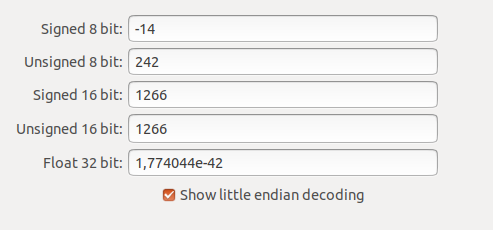 Signed 8 bit: -14
Unsigned 8 bit: 242
Signed 16 bit: 1266
Unsigned 16 bit: 1266
Float 32 bit: 1,774044e-42
Show little endian decoding